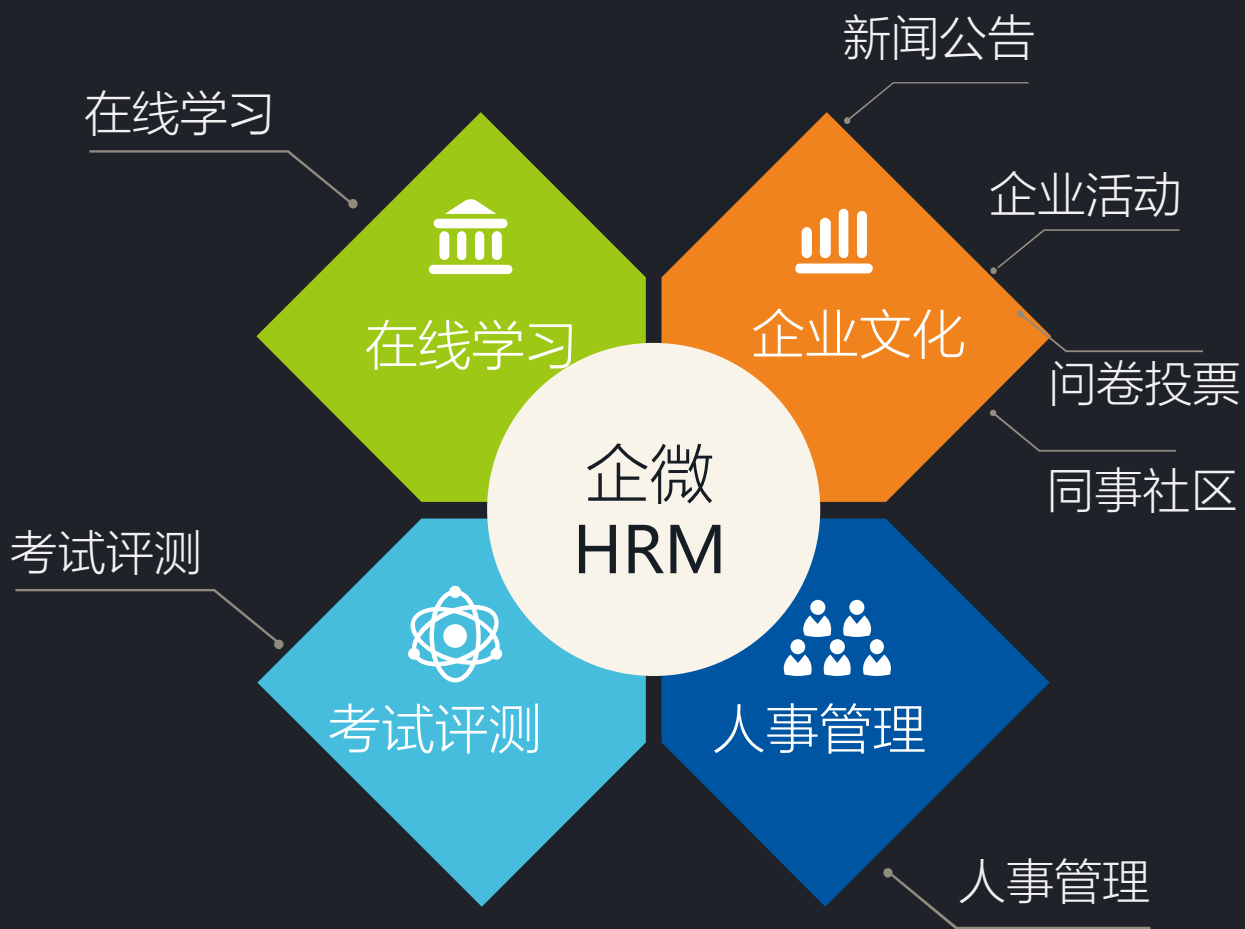 新闻公告
在线学习
企业活动
在线学习
企业文化
问卷投票
企微
HRM
同事社区
考试评测
考试评测
人事管理
人事管理